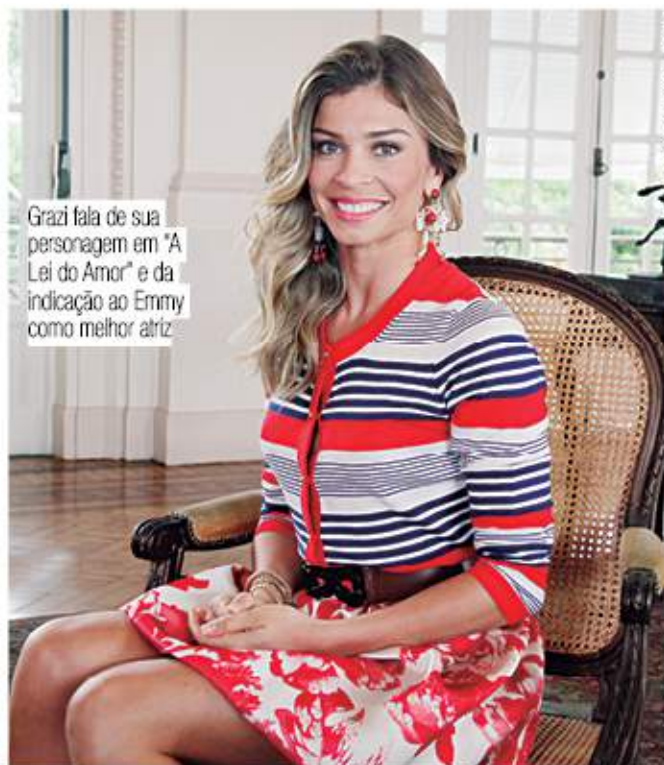 Grazi fala de sua
personagem em "A
Lei do Amor" e da
indicação ao Emmy
como melhor atriz